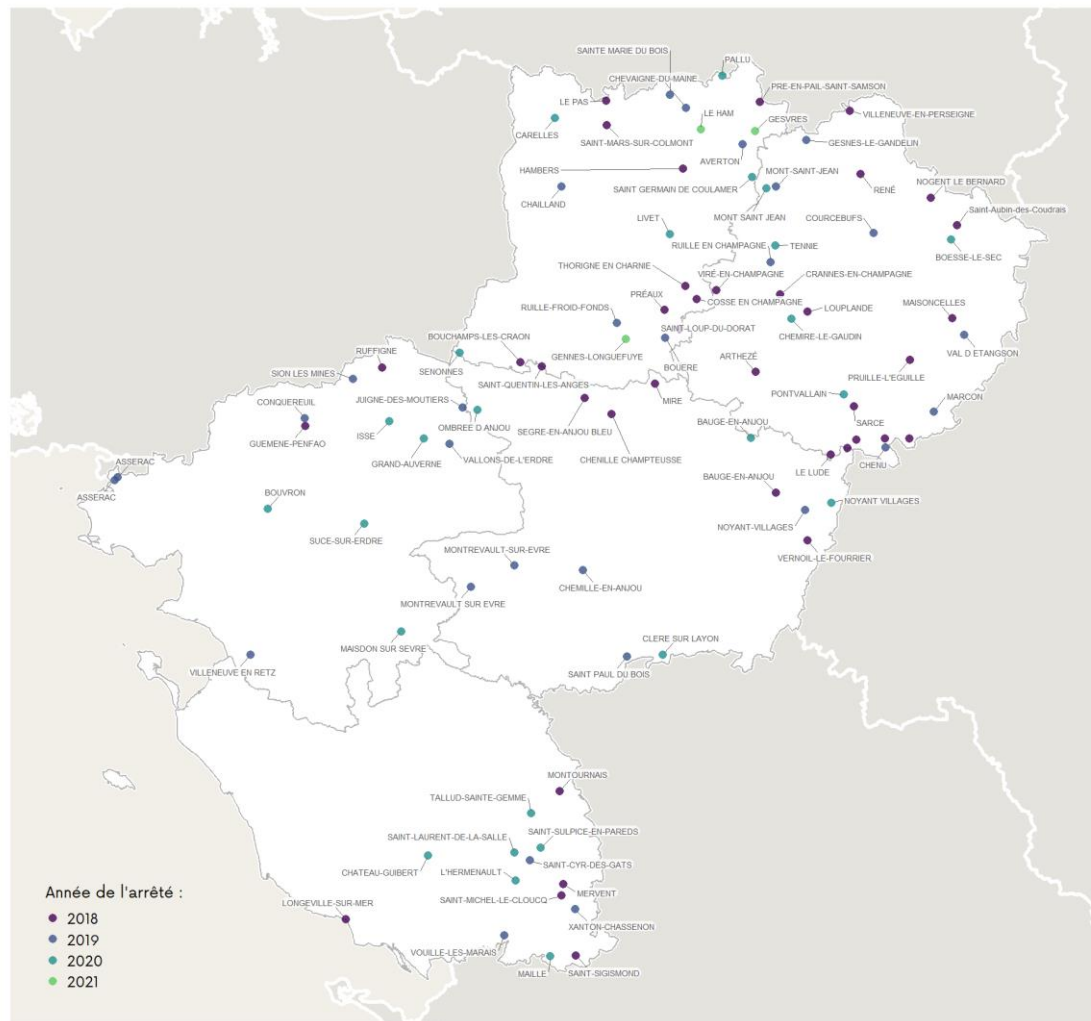 SAINTE MARIE DU BOIS
PALLU
CHEVAIGNE-DU-MAINE
PRE-EN-PAIL-SAINT-SAMSON
LE PAS
LE HAM
GESVRES
VILLENEUVE-EN-PERSEIGNE
CARELLES
SAINT-MARS-SUR-COLMONT
GESNES-LE-GANDELIN
AVERTON
HAMBERS
MONT-SAINT-JEAN
SAINT GERMAIN DE COULAMER
RENÉ
NOGENT LE BERNARD
CHAILLAND
Saint-Aubin-des-Coudrais
LIVET
MONT SAINT JEAN
COURCEBUFS
RUILLE EN CHAMPAGNE
TENNIE
BOESSE-LE-SEC
THORIGNE EN CHARNIE
VIRÉ-EN-CHAMPAGNE
CRANNES-EN-CHAMPAGNE
PRÉAUX
COSSE EN CHAMPAGNE
LOUPLANDE
MAISONCELLES
RUILLE-FROID-FONDS
SAINT-LOUP-DU-DORAT
CHEMIRE-LE-GAUDIN
VAL D ETANGSON
BOUCHAMPS-LES-CRAON
RUFFIGNE
SENONNES
GENNES-LONGUEFUYE
BOUERE
ARTHEZÉ
PRUILLE-L'EGUILLE
SION LES MINES
SAINT-QUENTIN-LES-ANGES
MIRE
PONTVALLAIN
MARCON
CONQUEREUIL
JUIGNE-DES-MOUTIERS
SARCE
GUEMENE-PENFAO
ISSE
OMBREE D ANJOU
SEGRE-EN-ANJOU BLEU
BAUGE-EN-ANJOU
GRAND-AUVERNE
VALLONS-DE-L'ERDRE
CHENILLE CHAMPTEUSSE
CHENU
LE LUDE
ASSERAC
ASSERAC
BOUVRON
BAUGE-EN-ANJOU
NOYANT VILLAGES
SUCE-SUR-ERDRE
NOYANT-VILLAGES
MONTREVAULT-SUR-EVRE
VERNOIL-LE-FOURRIER
CHEMILLE-EN-ANJOU
MONTREVAULT SUR EVRE
MAISDON SUR SEVRE
CLERE SUR LAYON
VILLENEUVE EN RETZ
SAINT PAUL DU BOIS
MONTOURNAIS
TALLUD-SAINTE-GEMME
SAINT-SULPICE-EN-PAREDS
SAINT-LAURENT-DE-LA-SALLE
SAINT-CYR-DES-GATS
CHATEAU-GUIBERT
L'HERMENAULT
MERVENT
SAINT-MICHEL-LE-CLOUCQ
LONGEVILLE-SUR-MER
XANTON-CHASSENON
VOUILLE-LES-MARAIS
MAILLE
SAINT-SIGISMOND
Année de l'arrêté :
2018
2019
2020
2021